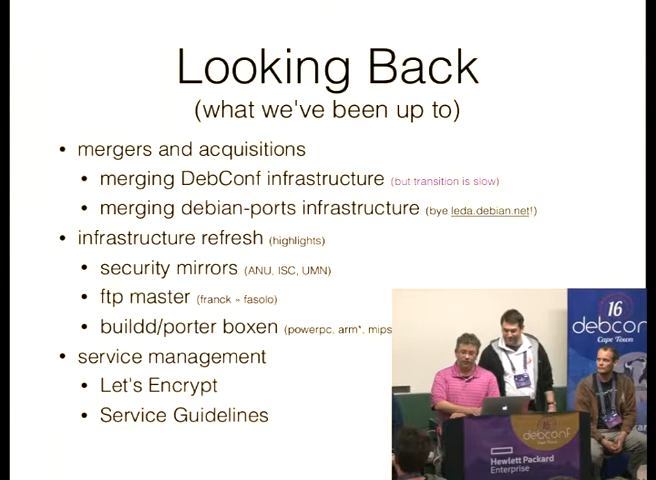 Looking Back
(what we've been up to)
• mergers and acquisitions
• merging DebConf infrastructure (but transition is slow)
• merging debian-ports infrastructure (bye leda.debian.net!)
• infrastructure refresh (highlights)
• security mirrors (ANU, ISC, UMN)
• ftp master (franck » fasolo)
• buildd/porter boxen (powerpc, arm*, mips
• service management
• Let's Encrypt
• Service Guidelines
16
debconf
Cape Town
16
debconf
Cape Town
Hewlett Packard
Enterprise